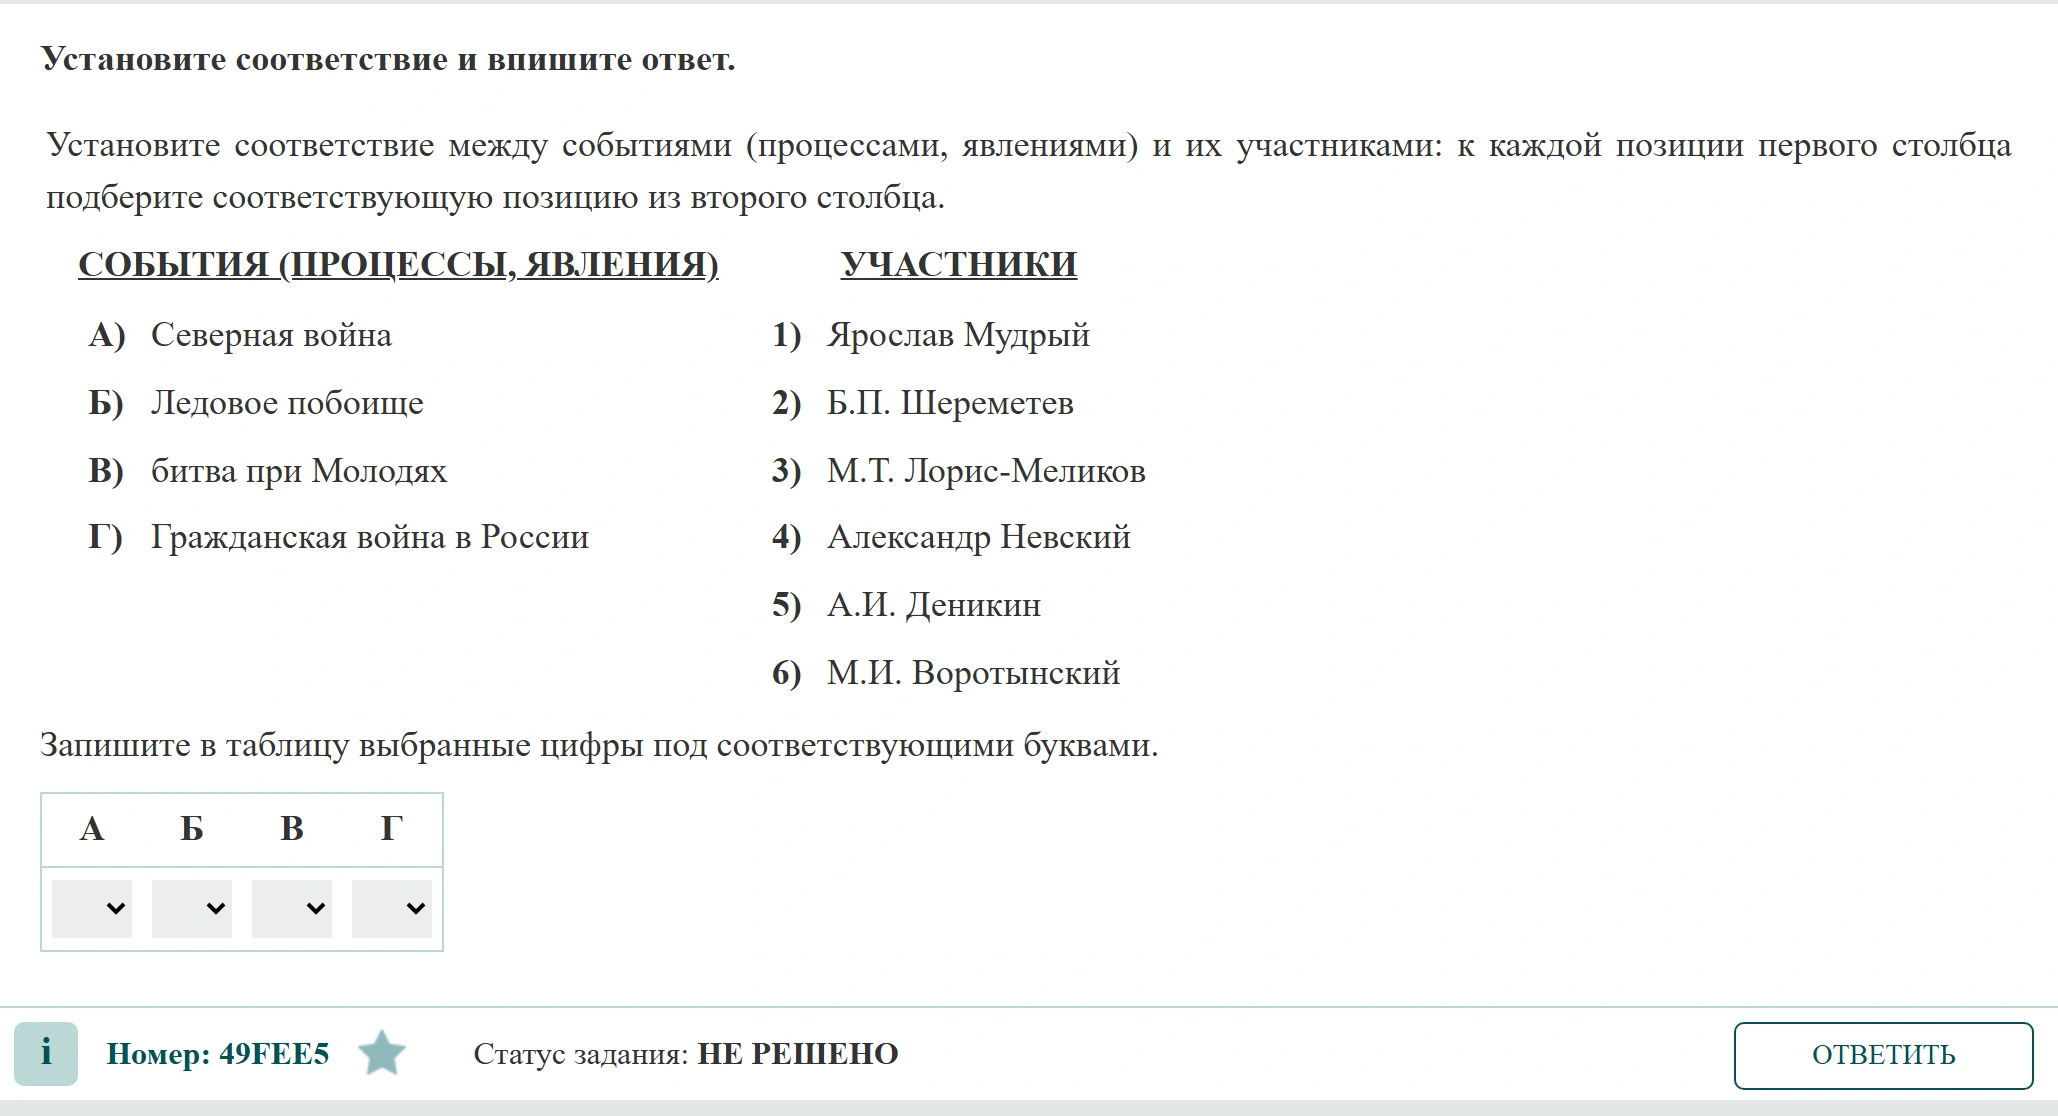 Установите соответствие и впишите ответ.
Установите соответствие между событиями (процессами, явлениями) и их участниками: к каждой позиции первого столбца
подберите соответствующую позицию из второго столбца.
СОБЫТИЯ (ПРОЦЕССЫ, ЯВЛЕНИЯ) УЧАСТНИКИ
А) Северная война 1) Ярослав Мудрый
Б) Ледовое побоище 2) Б.П. Шереметев
В) битва при Молодях 3) М.Т. Лорис-Меликов
Г) Гражданская война в России 4) Александр Невский
5) А.И. Деникин
6) М.И. Воротынский
Запишите в таблицу выбранные цифры под соответствующими буквами.
А Б В Г
i Номер: 49FEE5 Статус задания: НЕ РЕШЕНО ОТВЕТИТЬ